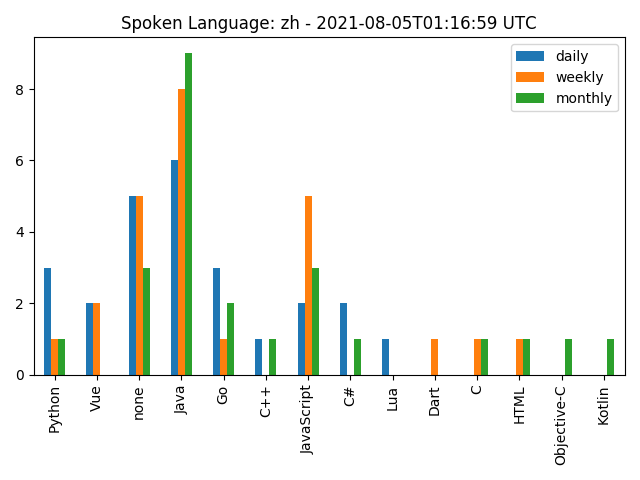 Spoken Language: zh - 2021-08-05T01:16:59 UTC
daily
weekly
monthly
8
6
4
2
0
Python
Vue
none
Java
Go
C++
JavaScript
C#
Lua
Dart
C
HTML
Objective-C
Kotlin